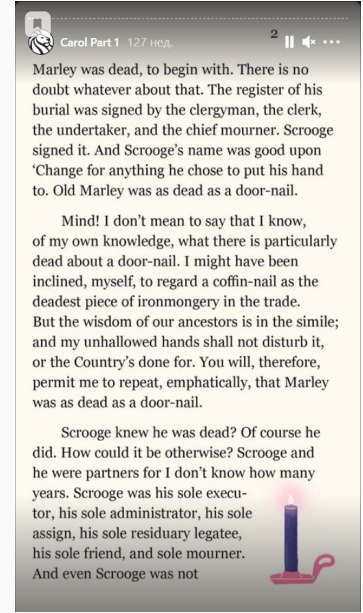 2
Carol Part 1 127 нед.
Marley was dead, to begin with. There is no
doubt whatever about that. The register of his
burial was signed by the clergyman, the clerk,
the undertaker, and the chief mourner. Scrooge
signed it. And Scrooge’s name was good upon
‘Change for anything he chose to put his hand
to. Old Marley was as dead as a door-nail.
Mind! I don’t mean to say that I know,
of my own knowledge, what there is particularly
dead about a door-nail. I might have been
inclined, myself, to regard a coffin-nail as the
deadest piece of ironmongery in the trade.
But the wisdom of our ancestors is in the simile;
and my unhallowed hands shall not disturb it,
or the Country’s done for. You will, therefore,
permit me to repeat, emphatically, that Marley
was as dead as a door-nail.
Scrooge knew he was dead? Of course he
did. How could it be otherwise? Scrooge and
he were partners for I don’t know how many
years. Scrooge was his sole execu-
tor, his sole administrator, his sole
assign, his sole residuary legatee,
his sole friend, and sole mourner.
And even Scrooge was not